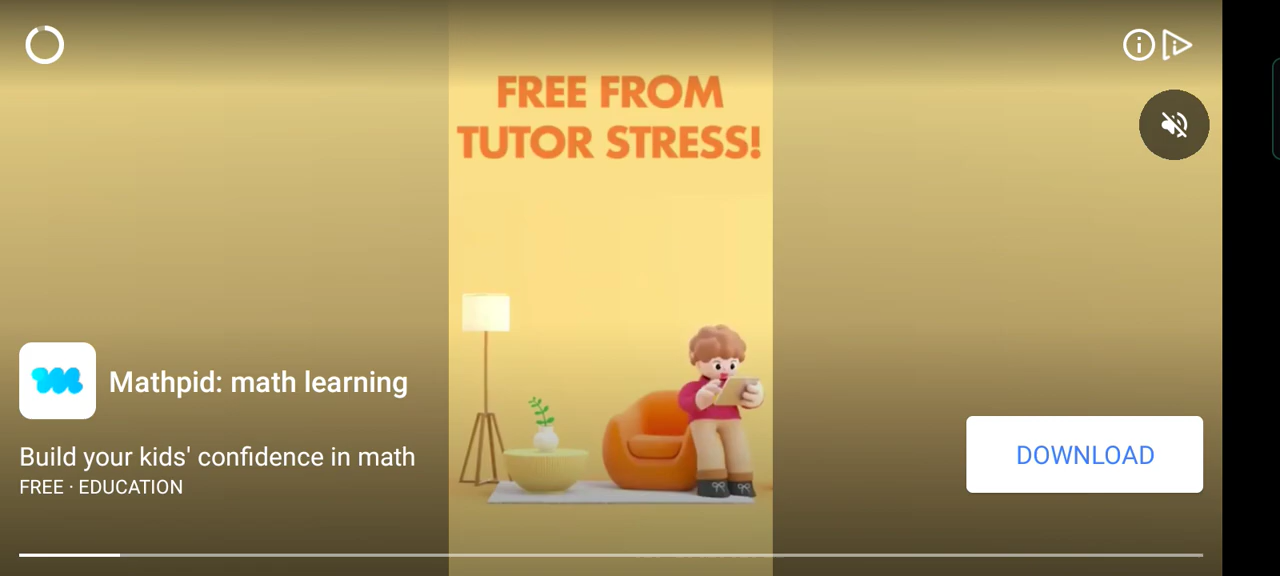 FREE FROM
TUTOR STRESS!
Mathpid: math learning
Build your kids' confidence in math
FREE · EDUCATION
DOWNLOAD